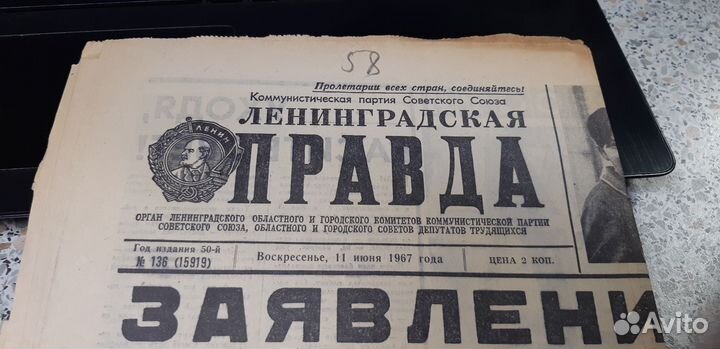 58
Пролетарии всех стран, соединяйтесь!
Коммунистическая партия Советского Союза
ЛЕНИНГРАДСКАЯ
ПРАВДА
ЛЕНИН
ОРГАН ЛЕНИНГРАДСКОГО ОБЛАСТНОГО И ГОРОДСКОГО КОМИТЕТОВ КОММУНИСТИЧЕСКОЙ ПАРТИИ
СОВЕТСКОГО СОЮЗА, ОБЛАСТНОГО И ГОРОДСКОГО СОВЕТОВ ДЕПУТАТОВ ТРУДЯЩИХСЯ
Год издания 50-й
№ 136 (15919)
Воскресенье, 11 июня 1967 года
ЦЕНА 2 КОП.
ЗАЯВЛЕНИ
Avito